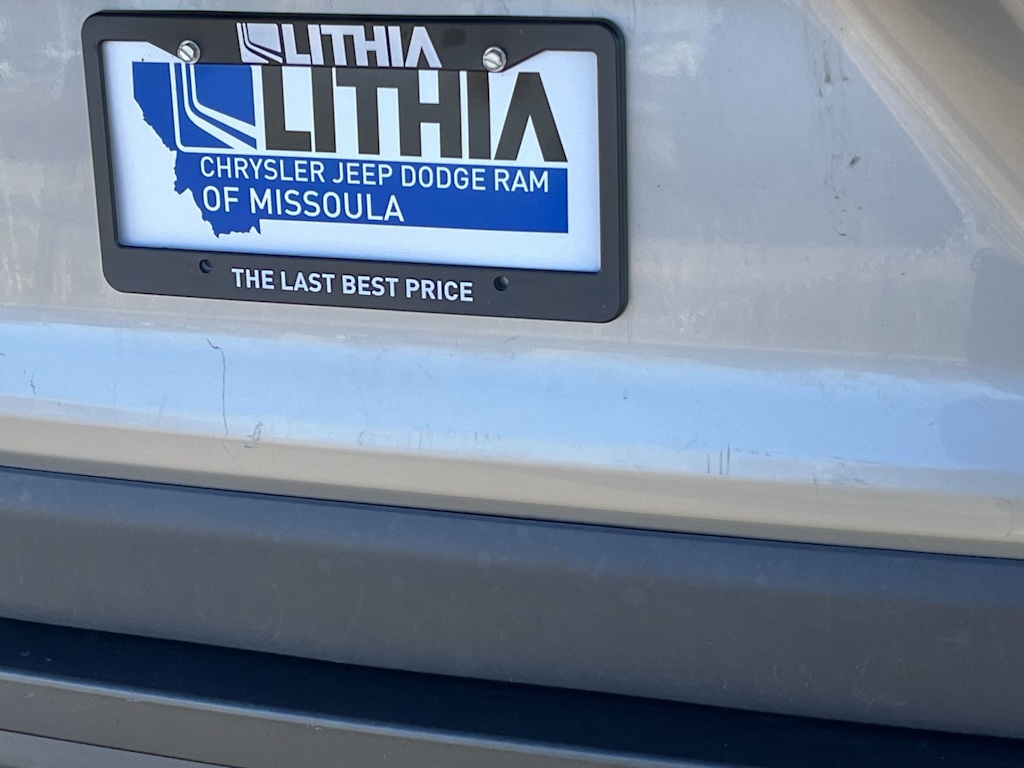 LITHIA
LITHIA
CHRYSLER JEEP DODGE RAM
OF MISSOULA
THE LAST BEST PRICE